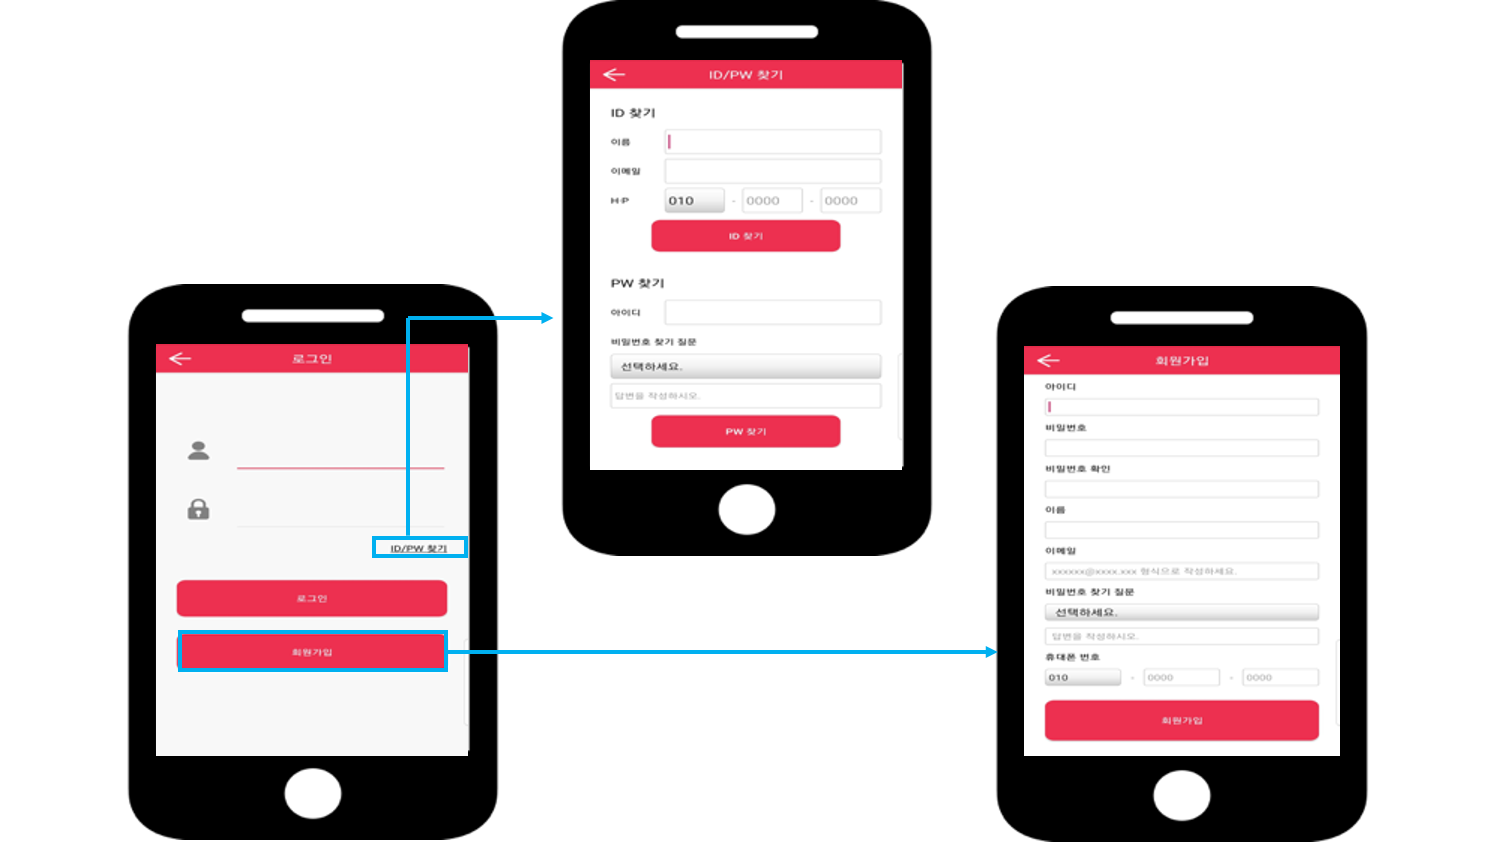 로그인
ID/PW 찾기
로그인
회원가입
ID/PW 찾기
ID 찾기
이름
이메일
H·P 010 - 0000 - 0000
ID 찾기
PW 찾기
아이디
비밀번호 찾기 질문
선택하세요.
답변을 작성하시오.
PW 찾기
회원가입
아이디
비밀번호
비밀번호 확인
이름
이메일
xxxxxx@xxxx.xxx 형식으로 작성하세요.
비밀번호 찾기 질문
선택하세요.
답변을 작성하시오.
휴대폰 번호
010 - 0000 - 0000
회원가입